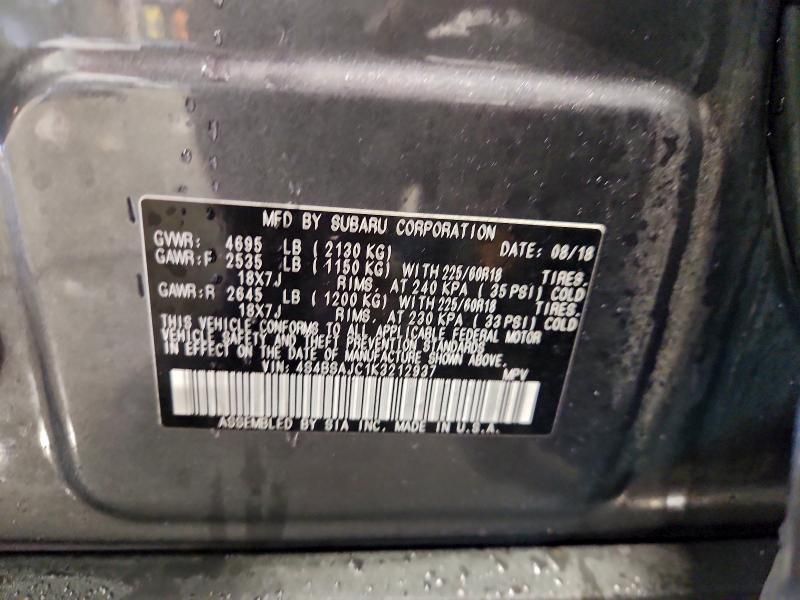 MFD BY SUBARU CORPORATION
GVWR: 4695 LB (2130 KG) DATE: 08/18
GAWR:F 2535 LB (1150 KG) WITH 225/60R18 TIRES.
18X7J RIMS. AT 240 KPA (35 PSI) COLD
GAWR:R 2645 LB (1200 KG) WITH 225/60R18 TIRES.
18X7J RIMS. AT 230 KPA (33 PSI) COLD
THIS VEHICLE CONFORMS TO ALL APPLICABLE FEDERAL MOTOR
VEHICLE SAFETY AND THEFT PREVENTION STANDARDS
IN EFFECT ON THE DATE OF MANUFACTURE SHOWN ABOVE.
VIN: 4S4BSAJC1K3212937 MPV
ASSEMBLED BY SIA INC. MADE IN U.S.A.